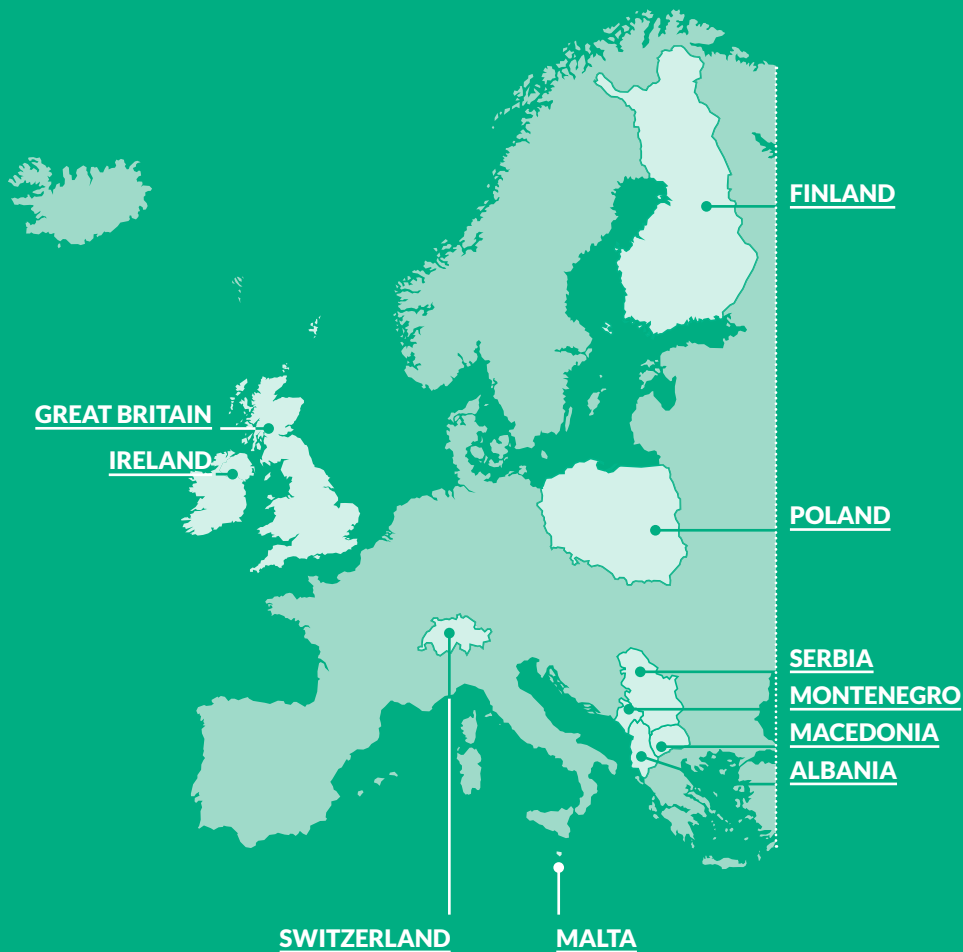 FINLAND
GREAT BRITAIN
IRELAND
POLAND
SERBIA
MONTENEGRO
MACEDONIA
ALBANIA
SWITZERLAND
MALTA